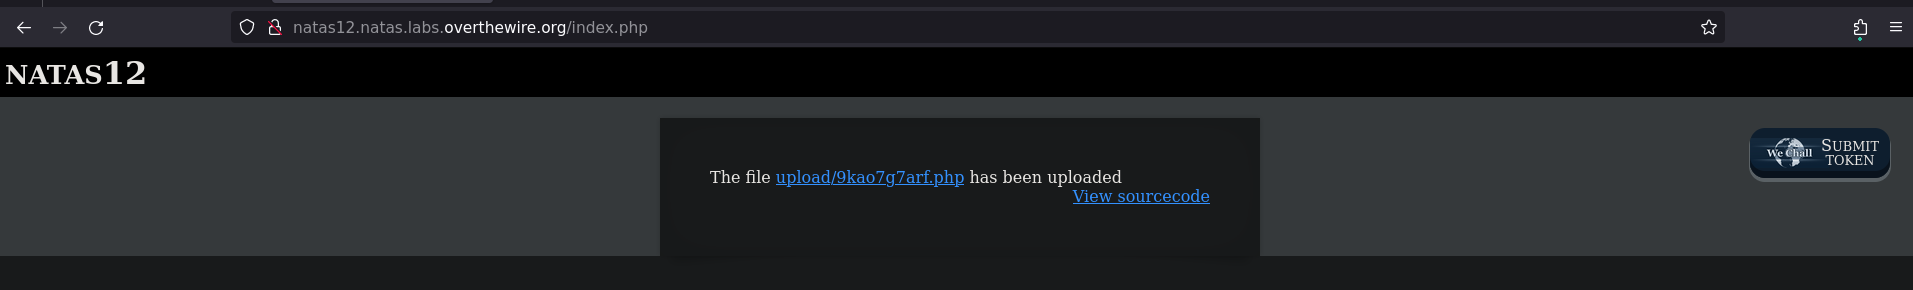 natas12.natas.labs.overthewire.org/index.php
NATAS12
The file upload/9kao7g7arf.php has been uploaded
View sourcecode
We Chall
SUBMIT
TOKEN